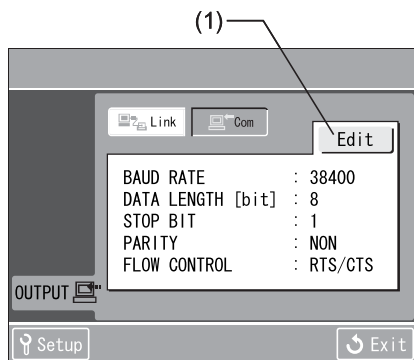 (1)
Link
Com
Edit
BAUD RATE : 38400
DATA LENGTH [bit] : 8
STOP BIT : 1
PARITY : NON
FLOW CONTROL : RTS/CTS
OUTPUT
Setup
Exit